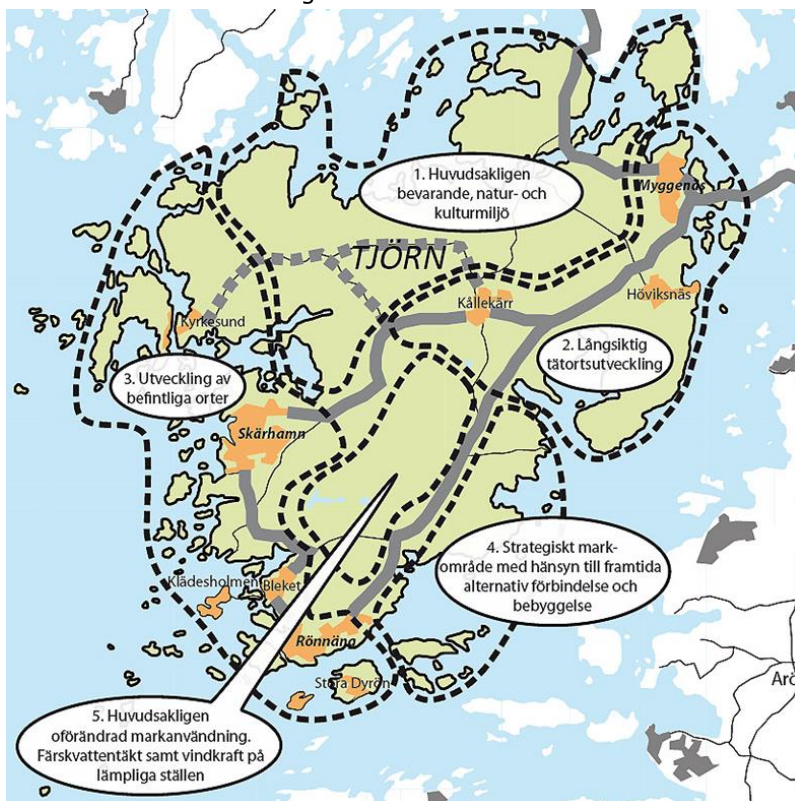 1. Huvudsakligen
bevarande, natur- och
kulturmiljö
Myggenäs
TJÖRN
Kållekärr
Höviksnäs
Kyrkesund
2. Långsiktig
tätortsutveckling
3. Utveckling av
befintliga orter
Skärhamn
4. Strategiskt mark-
område med hänsyn till framtida
alternativ förbindelse och
bebyggelse
Klädesholmen
Bleket
Rönnäng
Stora Dyrön
5. Huvudsakligen
oförändrad markanvändning.
Färskvattentäkt samt vindkraft på
lämpliga ställen